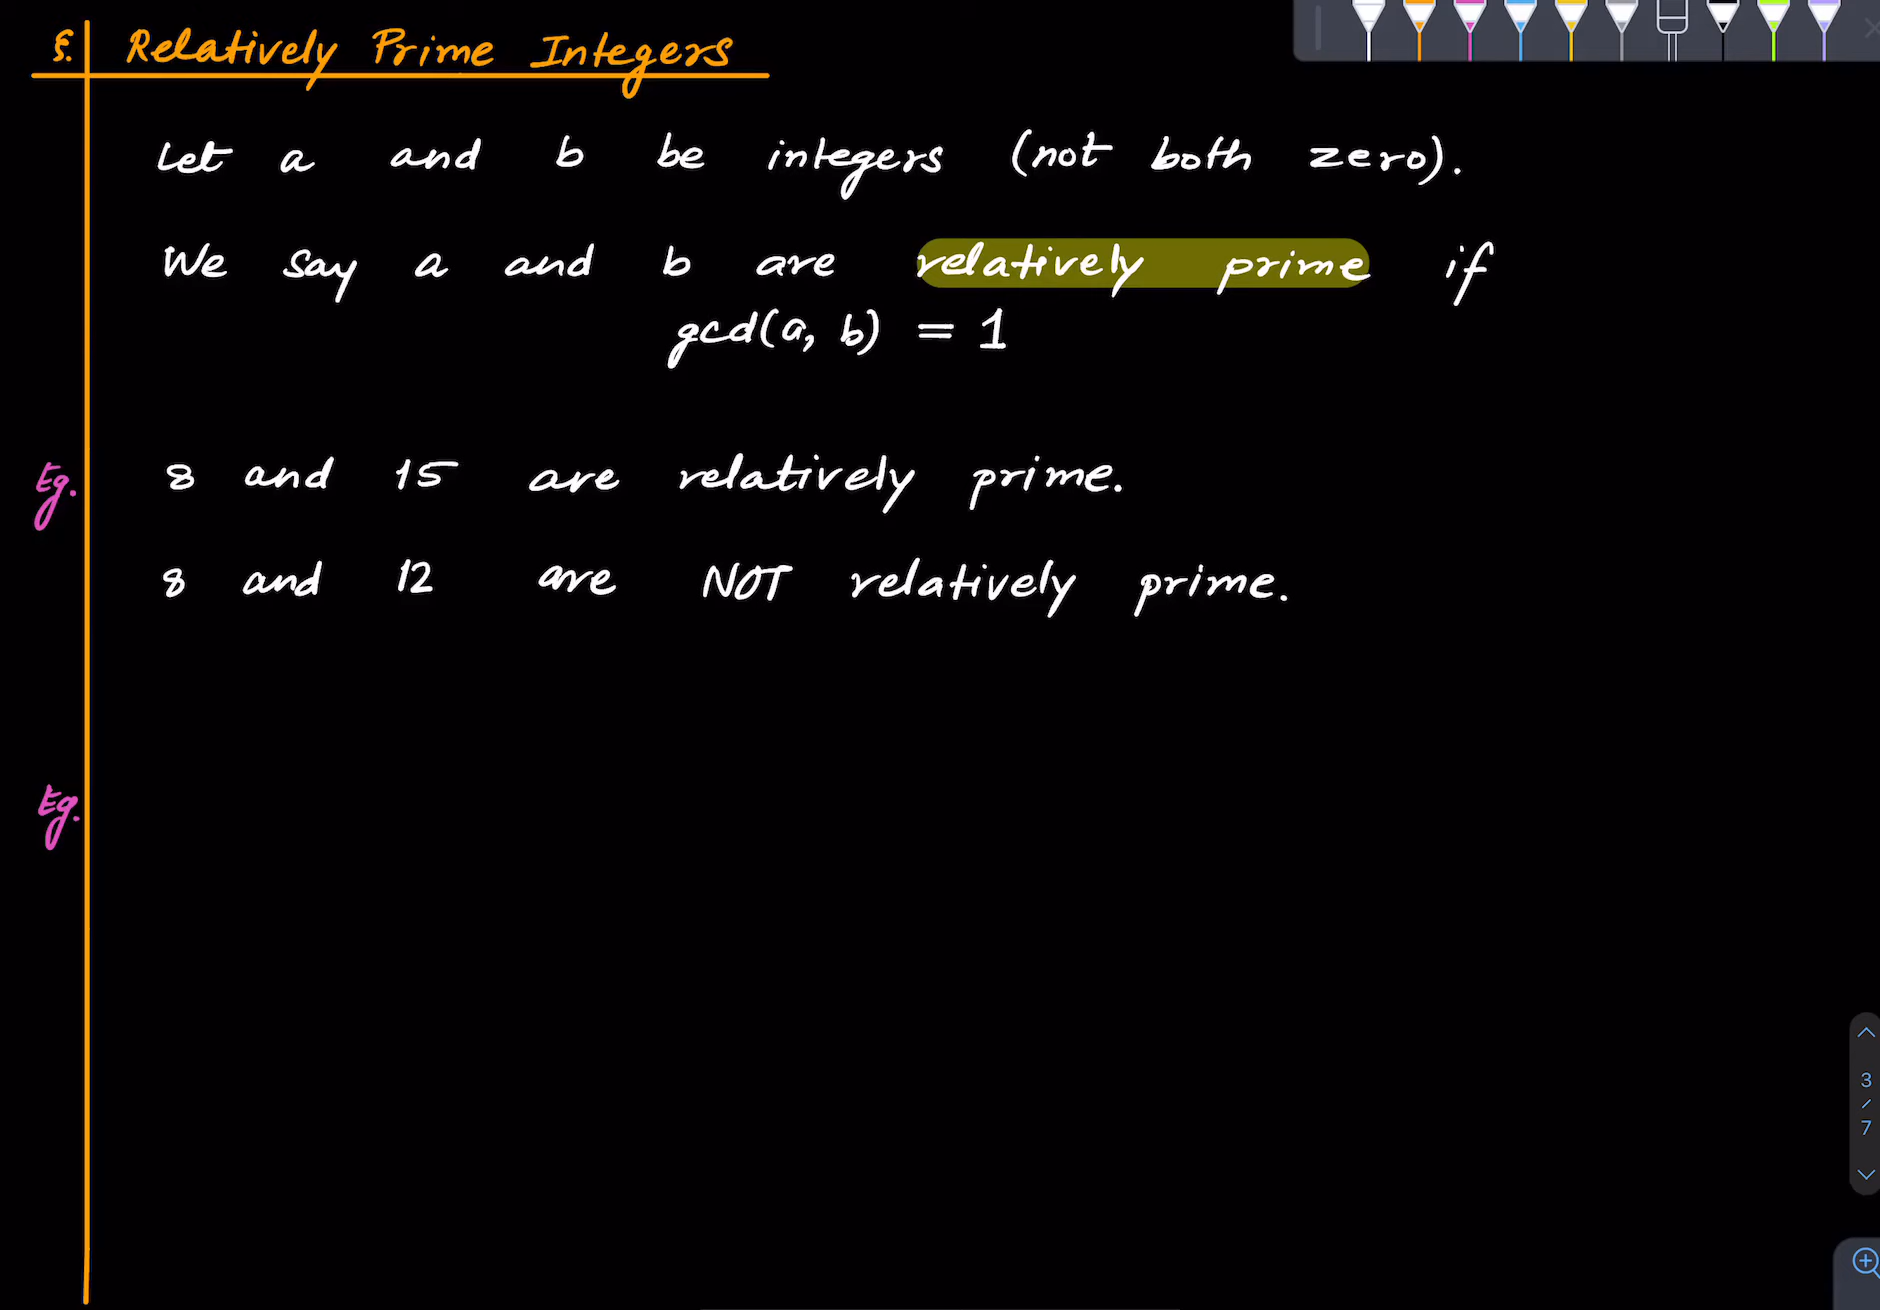 §. Relatively Prime Integers
Let a and b be integers (not both zero).
We say a and b are relatively prime if
gcd(a, b) = 1
Eg. 8 and 15 are relatively prime.
8 and 12 are NOT relatively prime.
Eg.
3
/
7